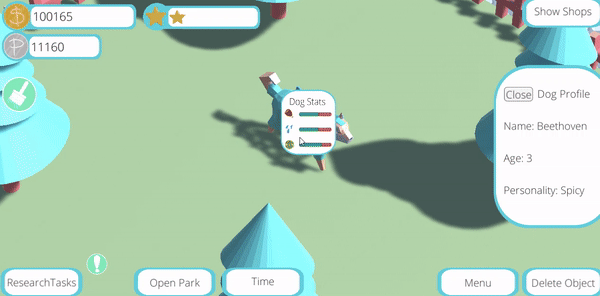 100165
Show Shops
11160
Dog Stats
Close Dog Profile
Name: Beethoven
Age: 3
Personality: Spicy
ResearchTasks
!
Open Park
Time
Menu
Delete Object